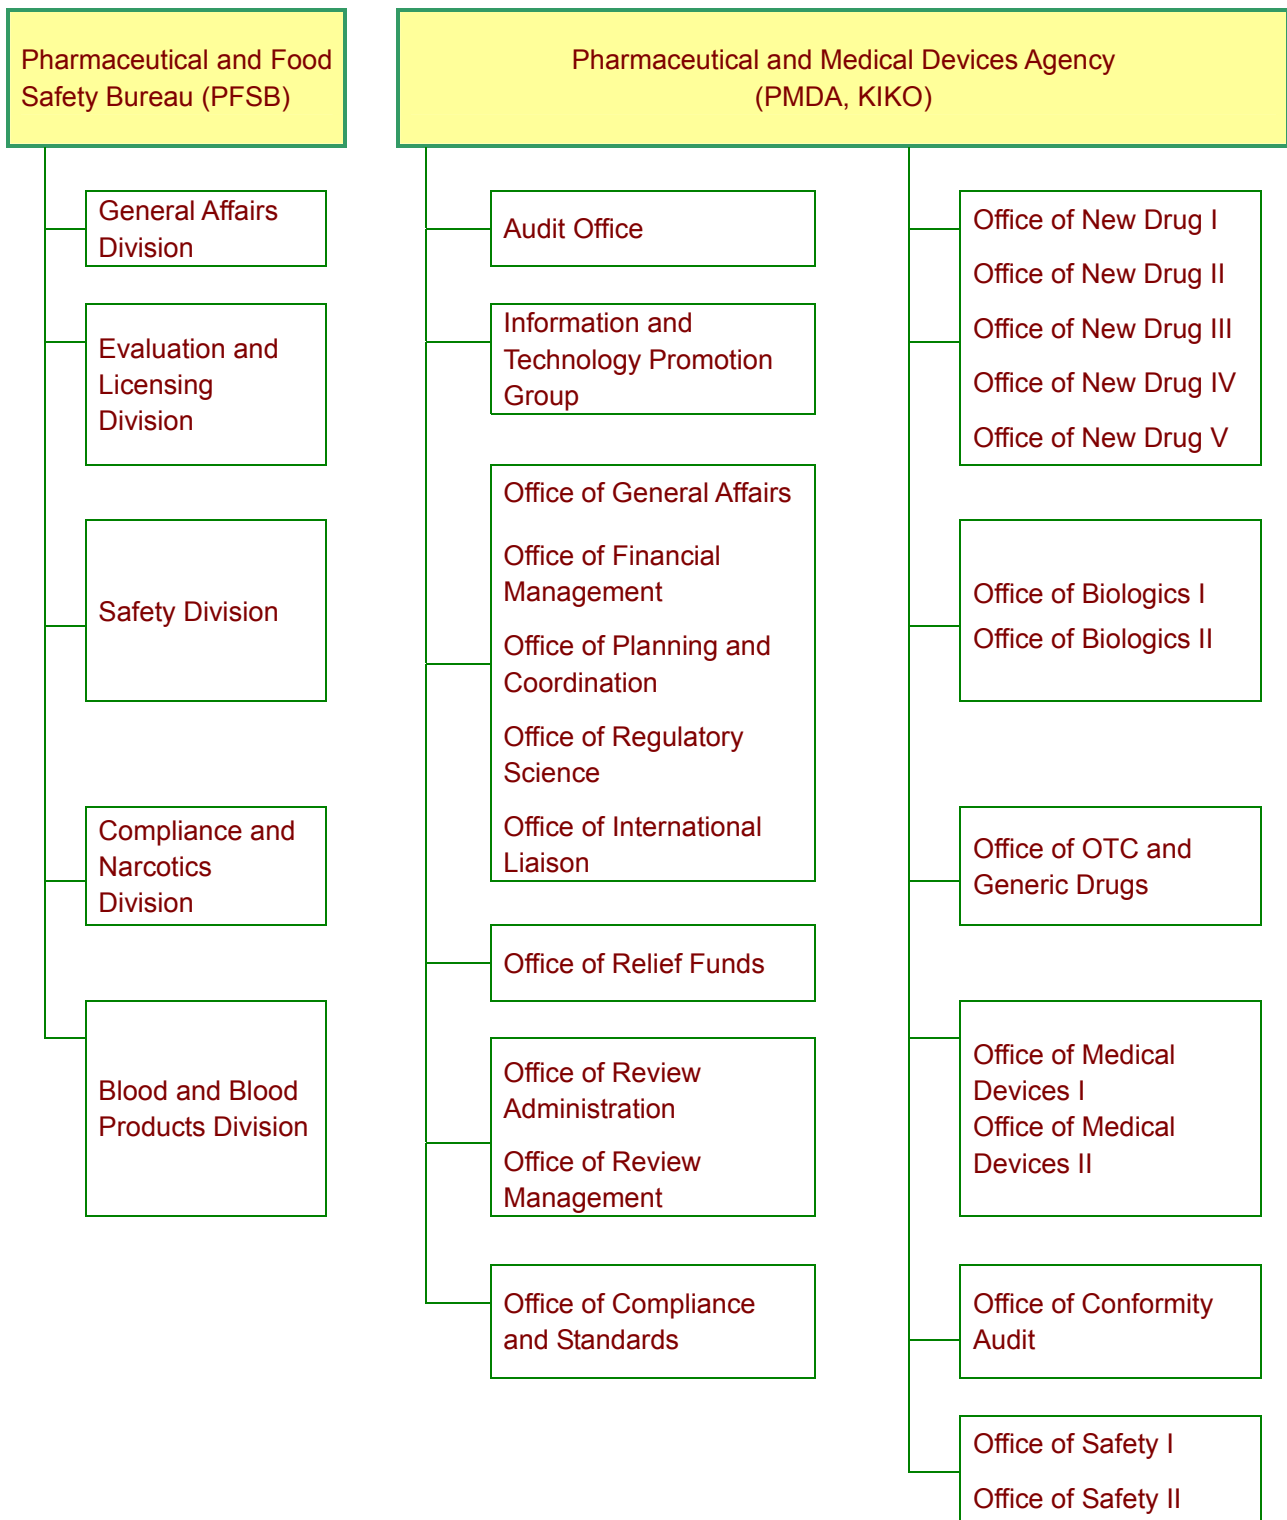 Pharmaceutical and Food
Safety Bureau (PFSB)
General Affairs
Division
Evaluation and
Licensing
Division
Safety Division
Compliance and
Narcotics
Division
Blood and Blood
Products Division
Pharmaceutical and Medical Devices Agency
(PMDA, KIKO)
Audit Office
Information and
Technology Promotion
Group
Office of General Affairs
Office of Financial
Management
Office of Planning and
Coordination
Office of Regulatory
Science
Office of International
Liaison
Office of Relief Funds
Office of Review
Administration
Office of Review
Management
Office of Compliance
and Standards
Office of New Drug I
Office of New Drug II
Office of New Drug III
Office of New Drug IV
Office of New Drug V
Office of Biologics I
Office of Biologics II
Office of OTC and
Generic Drugs
Office of Medical
Devices I
Office of Medical
Devices II
Office of Conformity
Audit
Office of Safety I
Office of Safety II